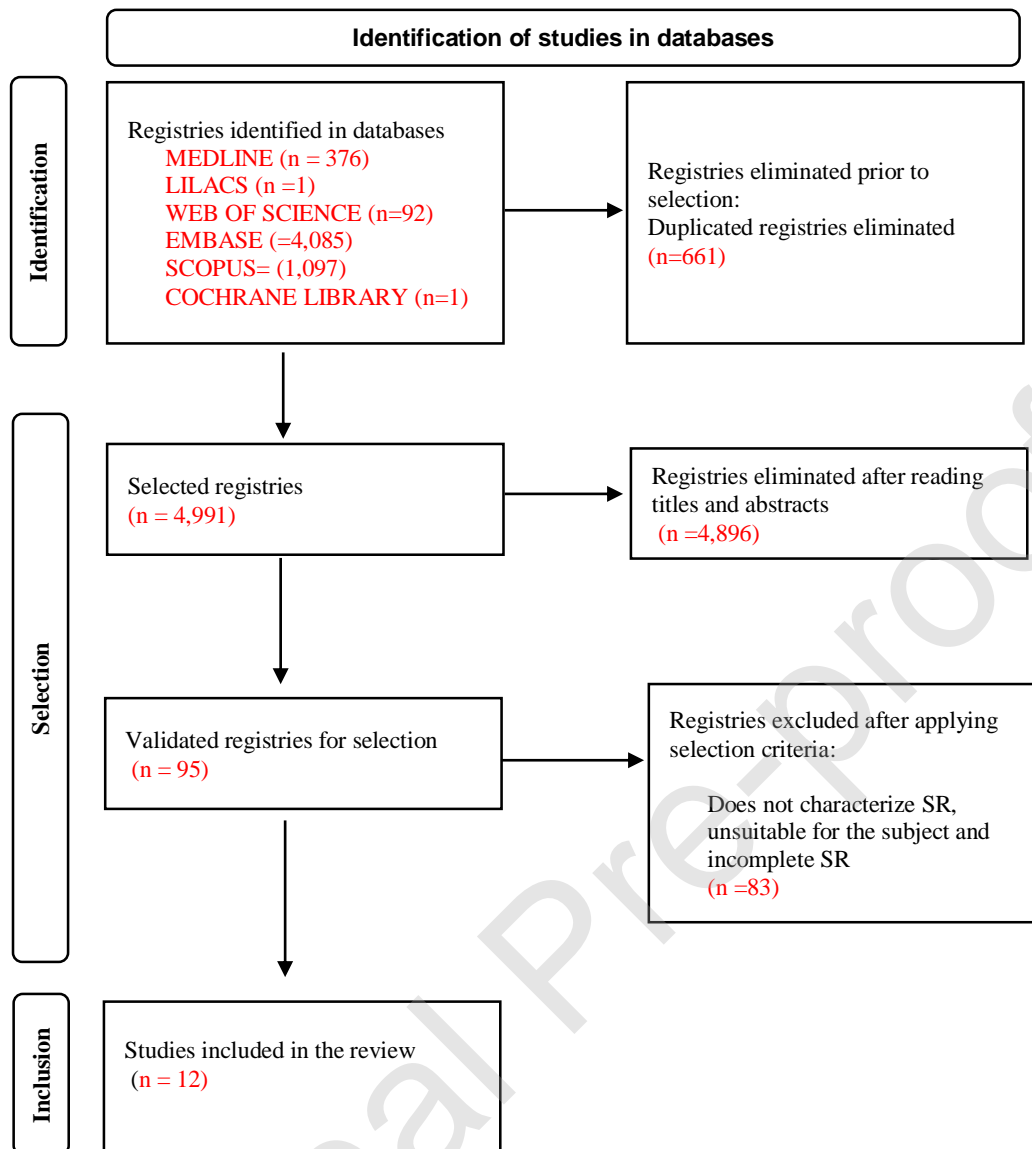 Identification of studies in databases
Identification
Registries identified in databases
MEDLINE (n = 376)
LILACS (n =1)
WEB OF SCIENCE (n=92)
EMBASE (=4,085)
SCOPUS= (1,097)
COCHRANE LIBRARY (n=1)
Registries eliminated prior to
selection:
Duplicated registries eliminated
(n=661)
Selection
Selected registries
(n = 4,991)
Registries eliminated after reading
titles and abstracts
(n =4,896)
Validated registries for selection
(n = 95)
Registries excluded after applying
selection criteria:
Does not characterize SR,
unsuitable for the subject and
incomplete SR
(n =83)
Inclusion
Studies included in the review
(n = 12)
al Pre-proof